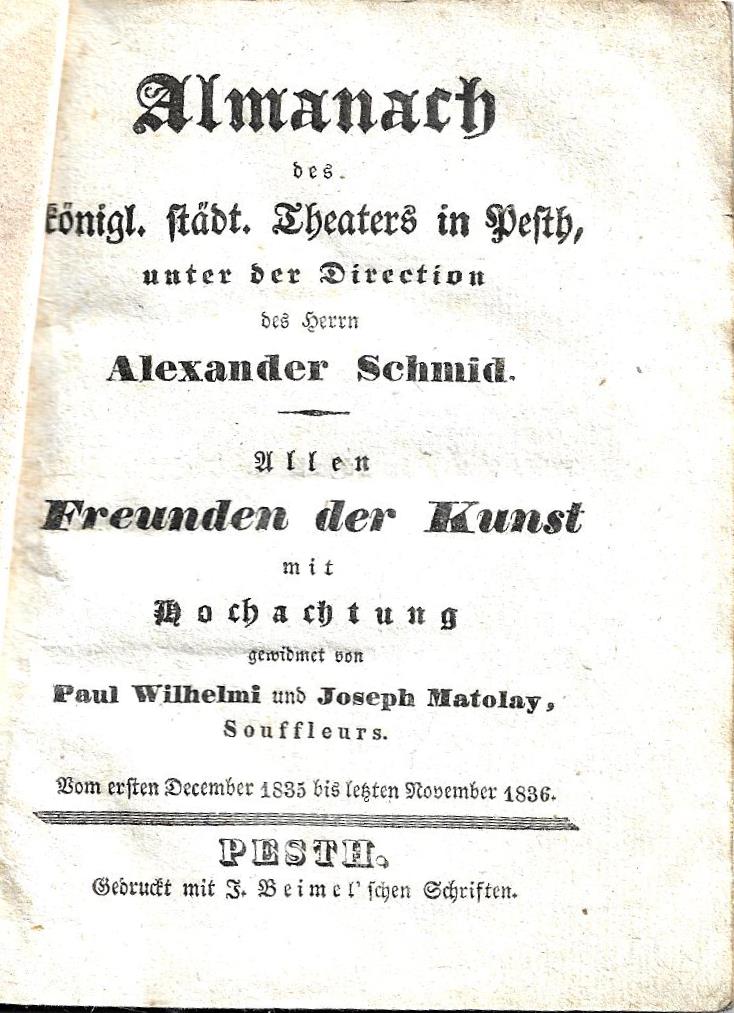 Almanach
des
königl. städt. Theaters in Pesth,
unter der Direction
des Herrn
Alexander Schmid.
Allen
Freunden der Kunst
mit
Hochachtung
gewidmet von
Paul Wilhelmi und Joseph Matolay,
Souffleurs.
Vom ersten December 1835 bis letzten November 1836.
PESTH.
Gedruckt mit J. Beimel'schen Schriften.